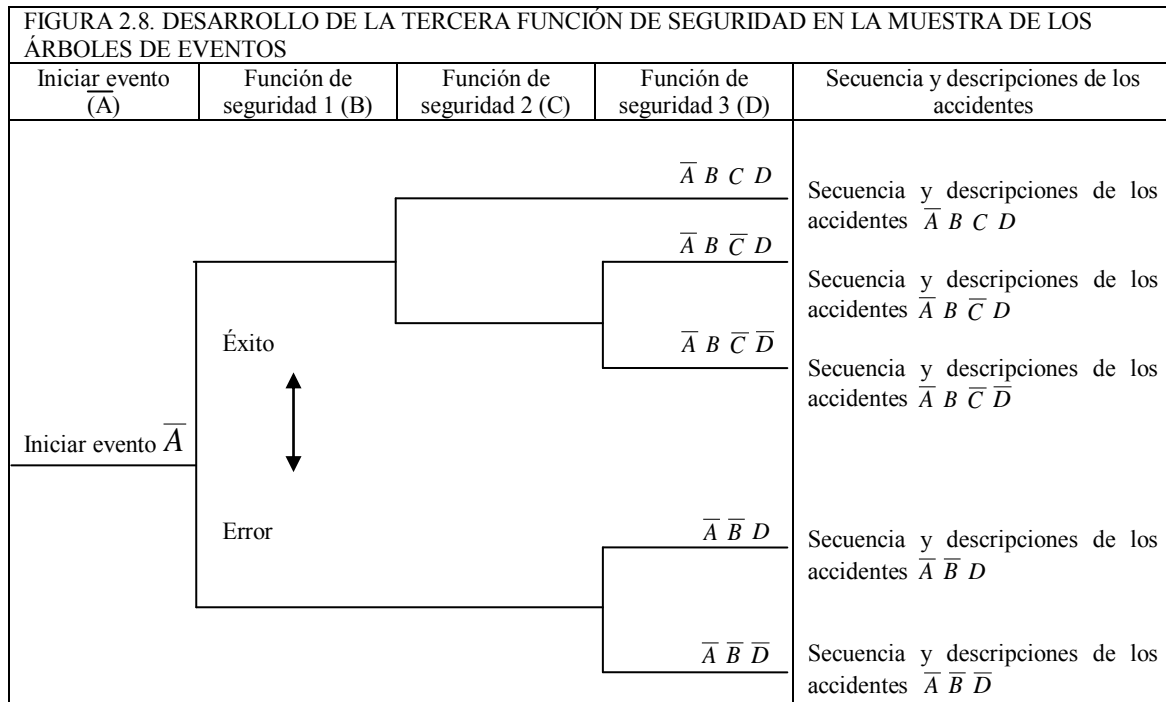 FIGURA 2.8. DESARROLLO DE LA TERCERA FUNCIÓN DE SEGURIDAD EN LA MUESTRA DE LOS
ÁRBOLES DE EVENTOS
Iniciar evento
(A̅)
Función de
seguridad 1 (B)
Función de
seguridad 2 (C)
Función de
seguridad 3 (D)
Secuencia y descripciones de los
accidentes
A̅ B C D
Secuencia y descripciones de los
accidentes A̅ B C D
A̅ B C̅ D
Secuencia y descripciones de los
accidentes A̅ B C̅ D
Éxito
A̅ B C̅ D̅
Secuencia y descripciones de los
accidentes A̅ B C̅ D̅
Iniciar evento A̅
Error
A̅ B̅ D
Secuencia y descripciones de los
accidentes A̅ B̅ D
A̅ B̅ D̅
Secuencia y descripciones de los
accidentes A̅ B̅ D̅